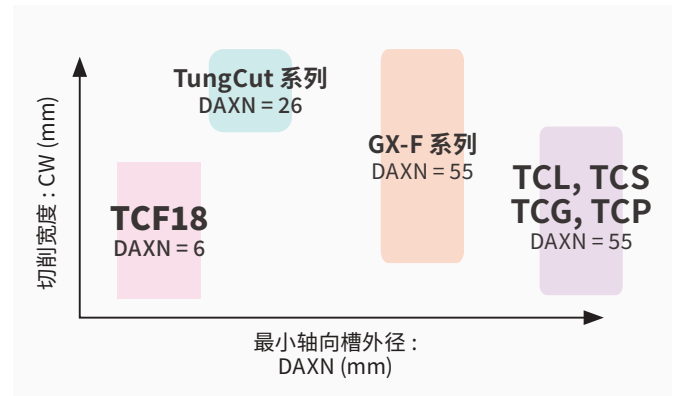 切削宽度 : CW (mm)
TungCut 系列
DAXN = 26
GX-F 系列
DAXN = 55
TCF18
DAXN = 6
TCL, TCS
TCG, TCP
DAXN = 55
最小轴向槽外径 :
DAXN (mm)